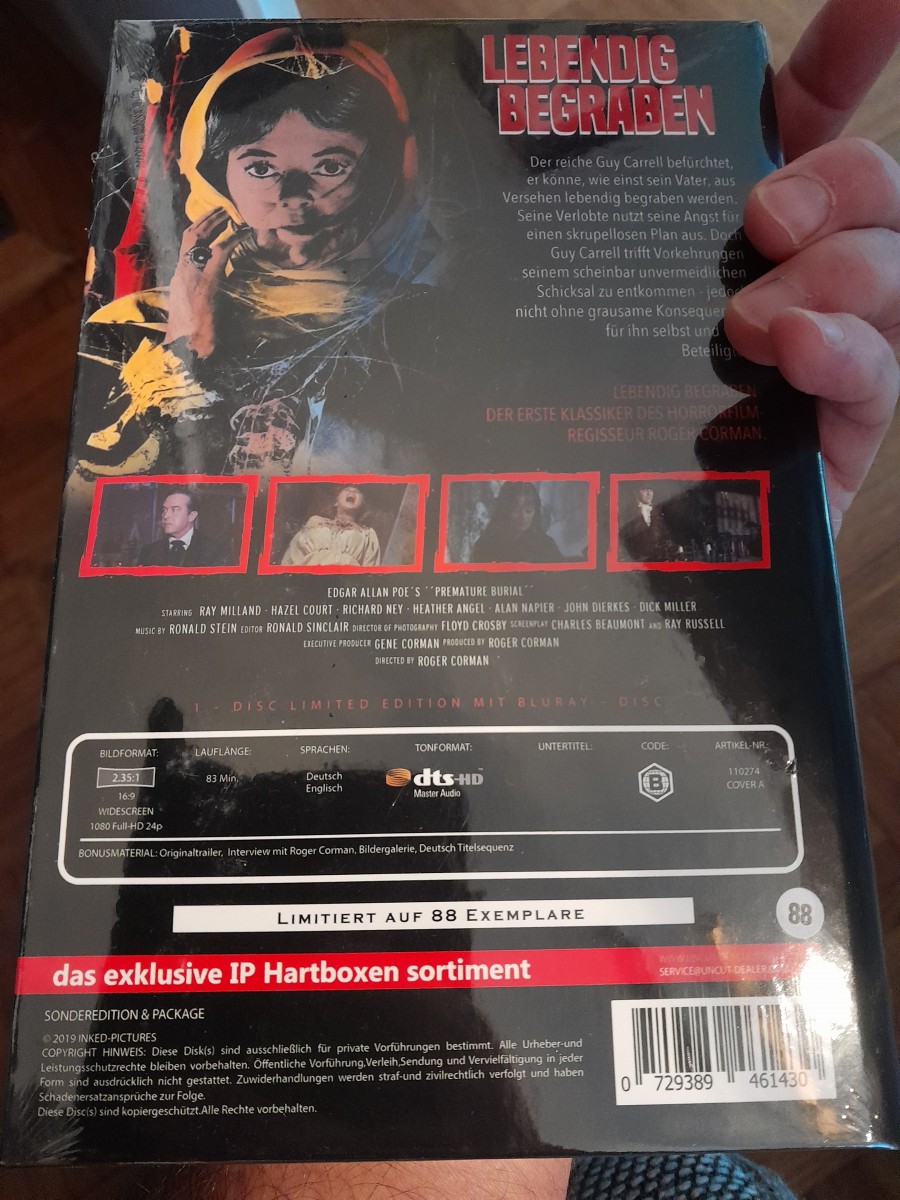 LEBENDIG
BEGRABEN
Der reiche Guy Carrell befürchtet,
er könne, wie einst sein Vater, aus
Versehen lebendig begraben werden.
Seine Verlobte nutzt seine Angst für
einen skrupellosen Plan aus. Doch
Guy Carrell trifft Vorkehrungen
seinem scheinbar unvermeidlichen
Schicksal zu entkommen - jedoch
nicht ohne grausame
für ihn selbst und
LEBENDIG BEGRABEN
DER ERSTE KLASSIKER DES HORRORFILM-
REGISSEUR ROGER CORMAN.
EDGAR ALLAN POE´S ´´PREMATURE BURIAL´´
STARRING RAY MILLAND · HAZEL COURT · RICHARD NEY · HEATHER ANGEL · ALAN NAPIER · JOHN DIERKES · DICK MILLER
MUSIC BY RONALD STEIN EDITOR RONALD SINCLAIR DIRECTOR OF PHOTOGRAPHY FLOYD CROSBY SCREENPLAY CHARLES BEAUMONT AND RAY RUSSELL
EXECUTIVE PRODUCER GENE CORMAN PRODUCED BY ROGER CORMAN
DIRECTED BY ROGER CORMAN
1 - DISC LIMITED EDITION MIT BLURAY - DISC
BILDFORMAT: LAUFLÄNGE: SPRACHEN: TONFORMAT: UNTERTITEL: CODE: ARTIKEL-NR.:
2.35:1 83 Min. Deutsch dts-HD B 110274
16:9 Englisch Master Audio COVER A
WIDESCREEN
1080 Full-HD 24p
BONUSMATERIAL: Originaltrailer, Interview mit Roger Corman, Bildergalerie, Deutsch Titelsequenz
LIMITIERT AUF 88 EXEMPLARE
88
das exklusive IP Hartboxen sortiment
SONDEREDITION & PACKAGE
© 2019 INKED-PICTURES
COPYRIGHT HINWEIS: Diese Disk(s) sind ausschließlich für private Vorführungen bestimmt. Alle Urheber-und
Leistungsschutzrechte bleiben vorbehalten. Öffentliche Vorführung,Verleih,Sendung und Vervielfältigung in jeder
Form sind ausdrücklich nicht gestattet. Zuwiderhandlungen werden straf-und zivilrechtlich verfolgt und haben
Schadenersatzansprüche zur Folge.
Diese Disc(s) sind kopiergeschützt.Alle Rechte vorbehalten.
0 729389 461430